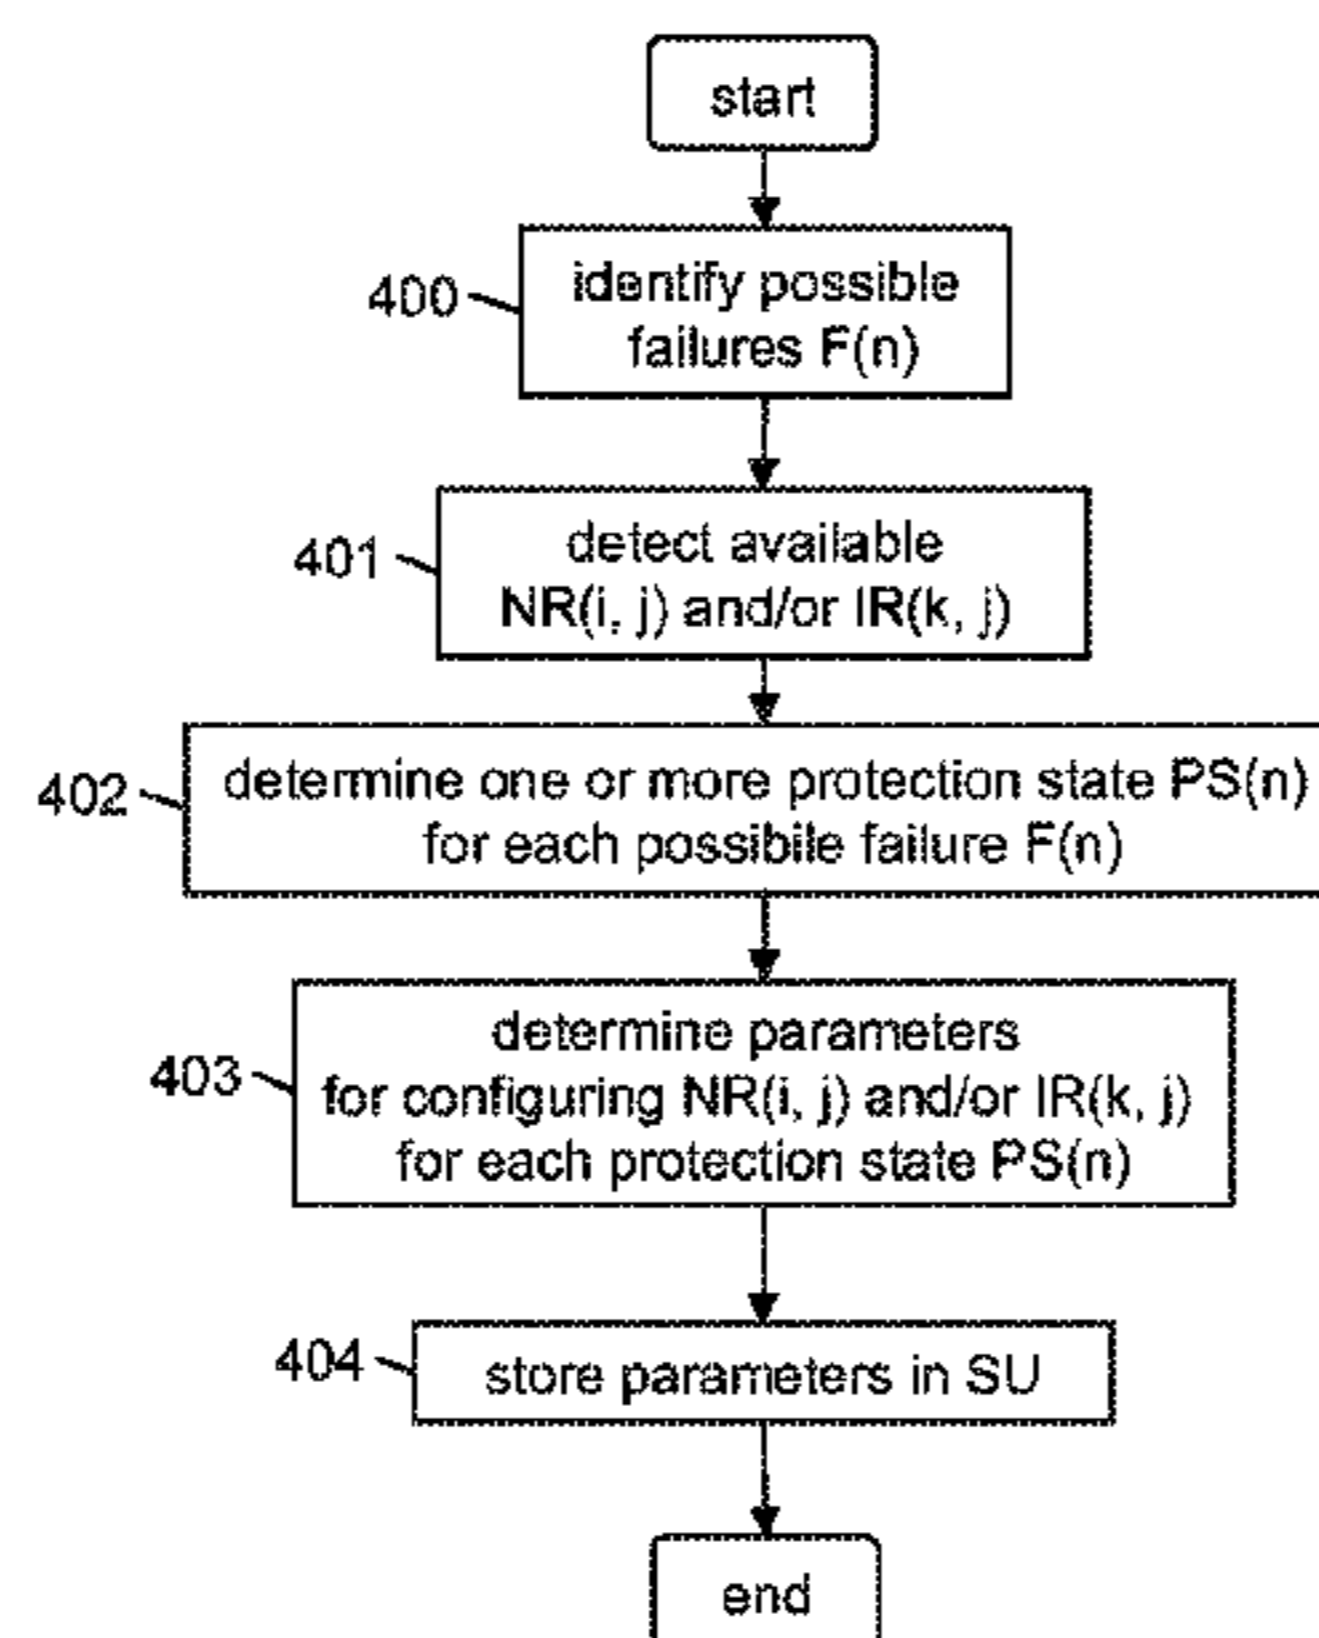 start
400
identify possible
failures F(n)
401
detect available
NR(i, j) and/or IR(k, j)
402
determine one or more protection state PS(n)
for each possibile failure F(n)
403
determine parameters
for configuring NR(i, j) and/or IR(k, j)
for each protection state PS(n)
404
store parameters in SU
end